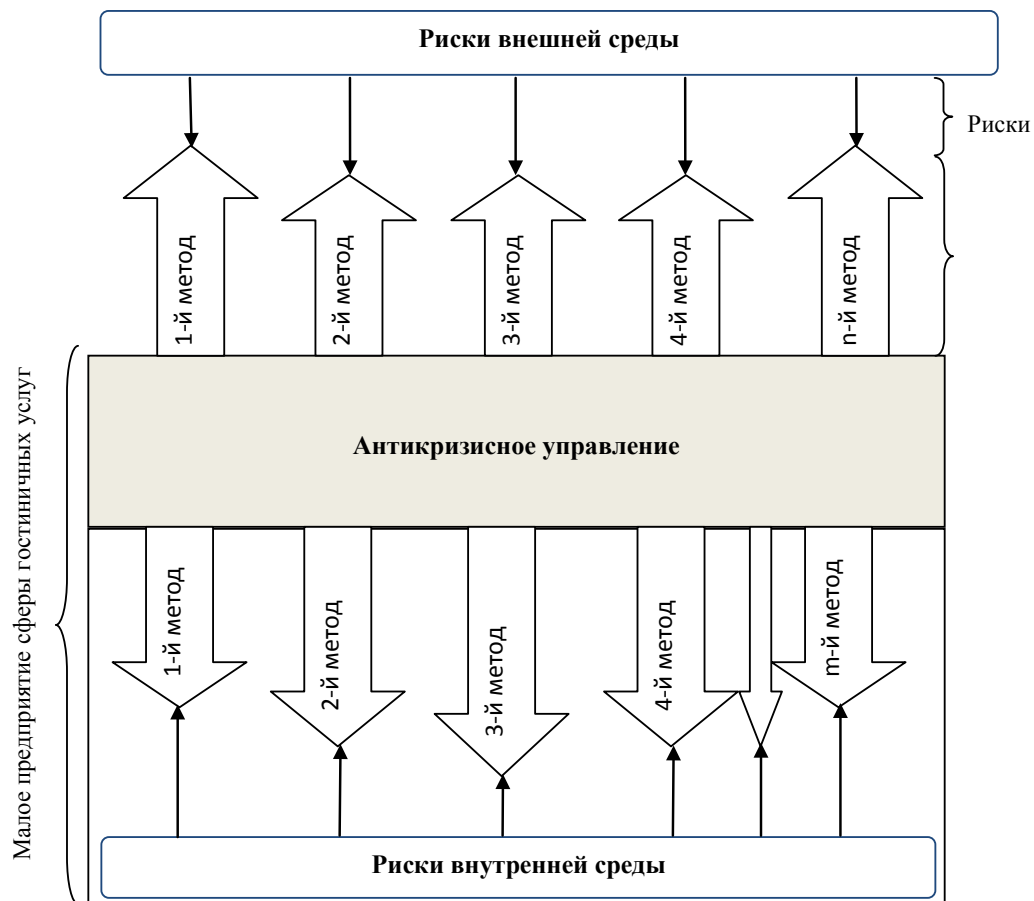 Риски внешней среды
Риски
1-й метод
2-й метод
3-й метод
4-й метод
n-й метод
Малое предприятие сферы гостиничных услуг
Антикризисное управление
1-й метод
2-й метод
3-й метод
4-й метод
m-й метод
Риски внутренней среды